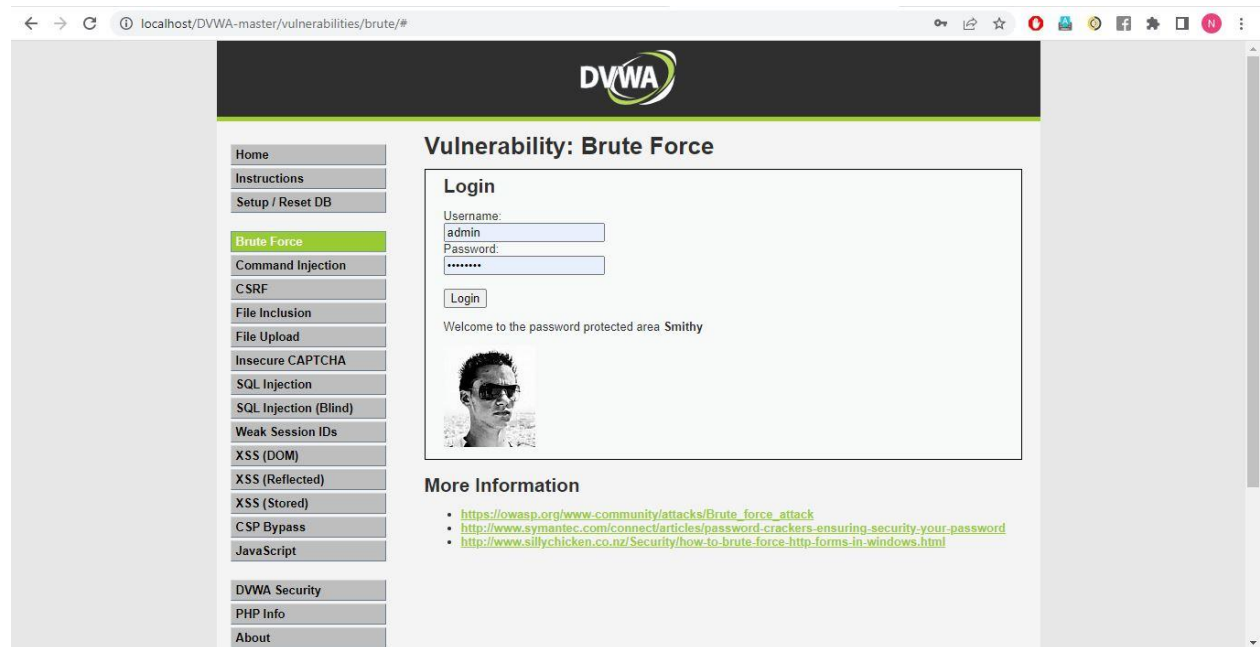 localhost/DVWA-master/vulnerabilities/brute/#
N
DVWA
Home
Instructions
Setup / Reset DB
Brute Force
Command Injection
CSRF
File Inclusion
File Upload
Insecure CAPTCHA
SQL Injection
SQL Injection (Blind)
Weak Session IDs
XSS (DOM)
XSS (Reflected)
XSS (Stored)
CSP Bypass
JavaScript
DVWA Security
PHP Info
About
Vulnerability: Brute Force
Login
Username:
admin
Password:
••••••••
Login
Welcome to the password protected area Smithy
More Information
• https://owasp.org/www-community/attacks/Brute_force_attack
• http://www.symantec.com/connect/articles/password-crackers-ensuring-security-your-password
• http://www.sillychicken.co.nz/Security/how-to-brute-force-http-forms-in-windows.html